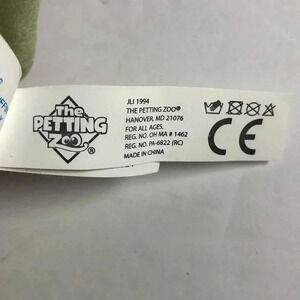 The
PETTING
ZOO®
JLI 1994
THE PETTING ZOO®
HANOVER, MD 21076
FOR ALL AGES.
REG. NO. OH MA # 1462
REG. NO. PA-6822 (RC)
MADE IN CHINA
CE